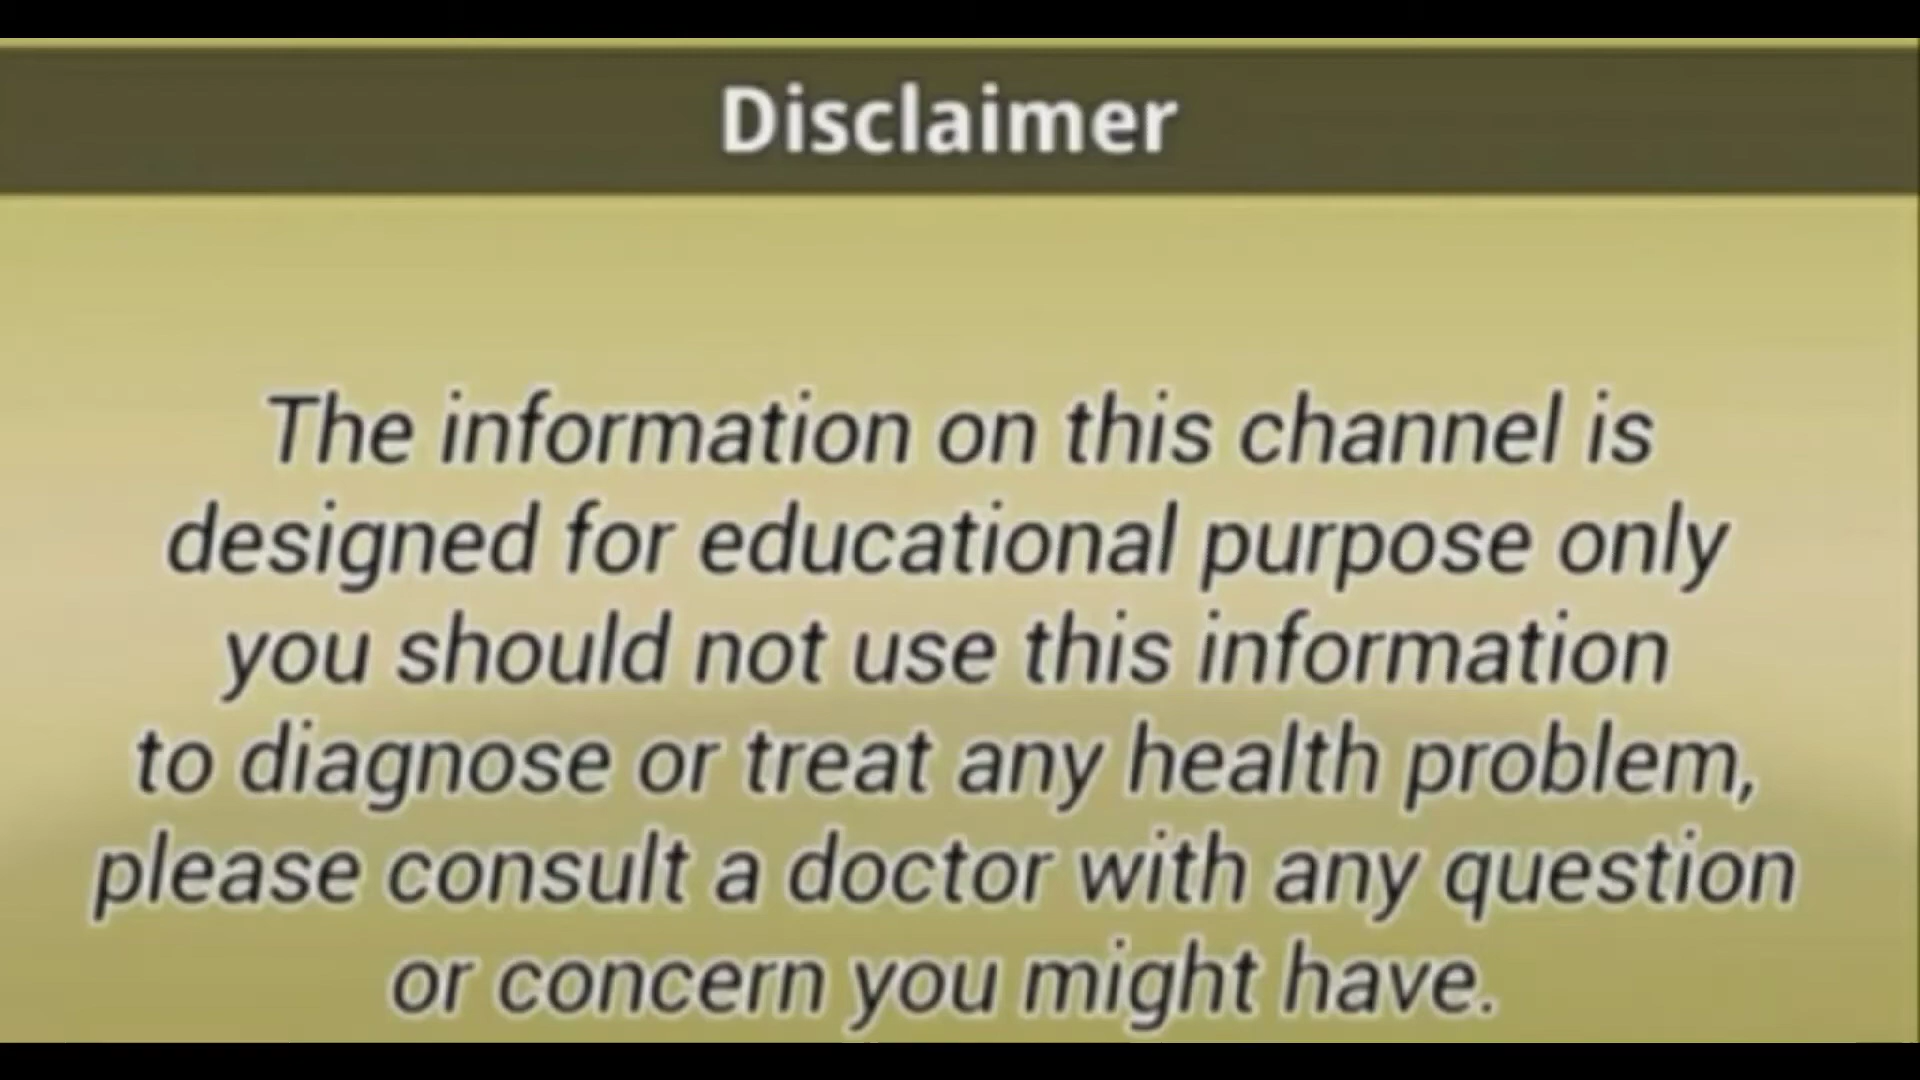 Disclaimer
The information on this channel is
designed for educational purpose only
you should not use this information
to diagnose or treat any health problem,
please consult a doctor with any question
or concern you might have.